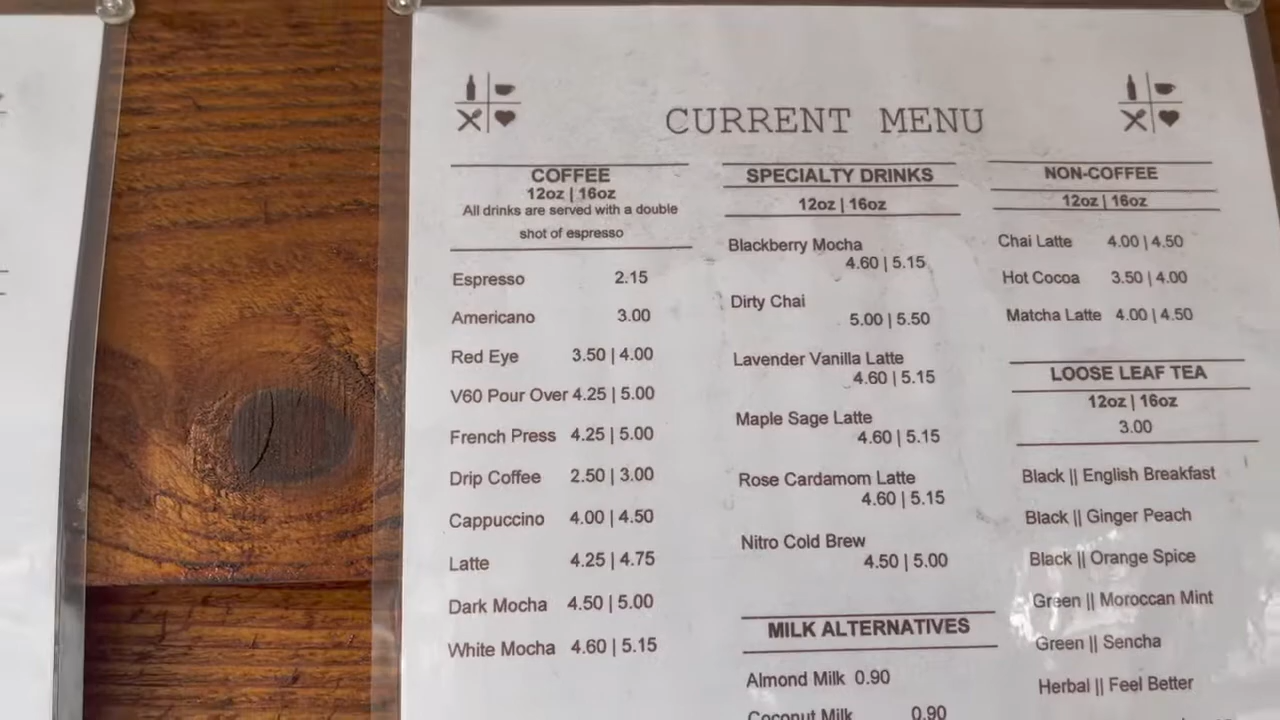 CURRENT MENU
COFFEE
12oz | 16oz
All drinks are served with a double
shot of espresso
Espresso 2.15
Americano 3.00
Red Eye 3.50 | 4.00
V60 Pour Over 4.25 | 5.00
French Press 4.25 | 5.00
Drip Coffee 2.50 | 3.00
Cappuccino 4.00 | 4.50
Latte 4.25 | 4.75
Dark Mocha 4.50 | 5.00
White Mocha 4.60 | 5.15
SPECIALTY DRINKS
12oz | 16oz
Blackberry Mocha
4.60 | 5.15
Dirty Chai
5.00 | 5.50
Lavender Vanilla Latte
4.60 | 5.15
Maple Sage Latte
4.60 | 5.15
Rose Cardamom Latte
4.60 | 5.15
Nitro Cold Brew
4.50 | 5.00
MILK ALTERNATIVES
Almond Milk 0.90
Coconut Milk 0.90
NON-COFFEE
12oz | 16oz
Chai Latte 4.00 | 4.50
Hot Cocoa 3.50 | 4.00
Matcha Latte 4.00 | 4.50
LOOSE LEAF TEA
12oz | 16oz
3.00
Black || English Breakfast
Black || Ginger Peach
Black || Orange Spice
Green || Moroccan Mint
Green || Sencha
Herbal || Feel Better